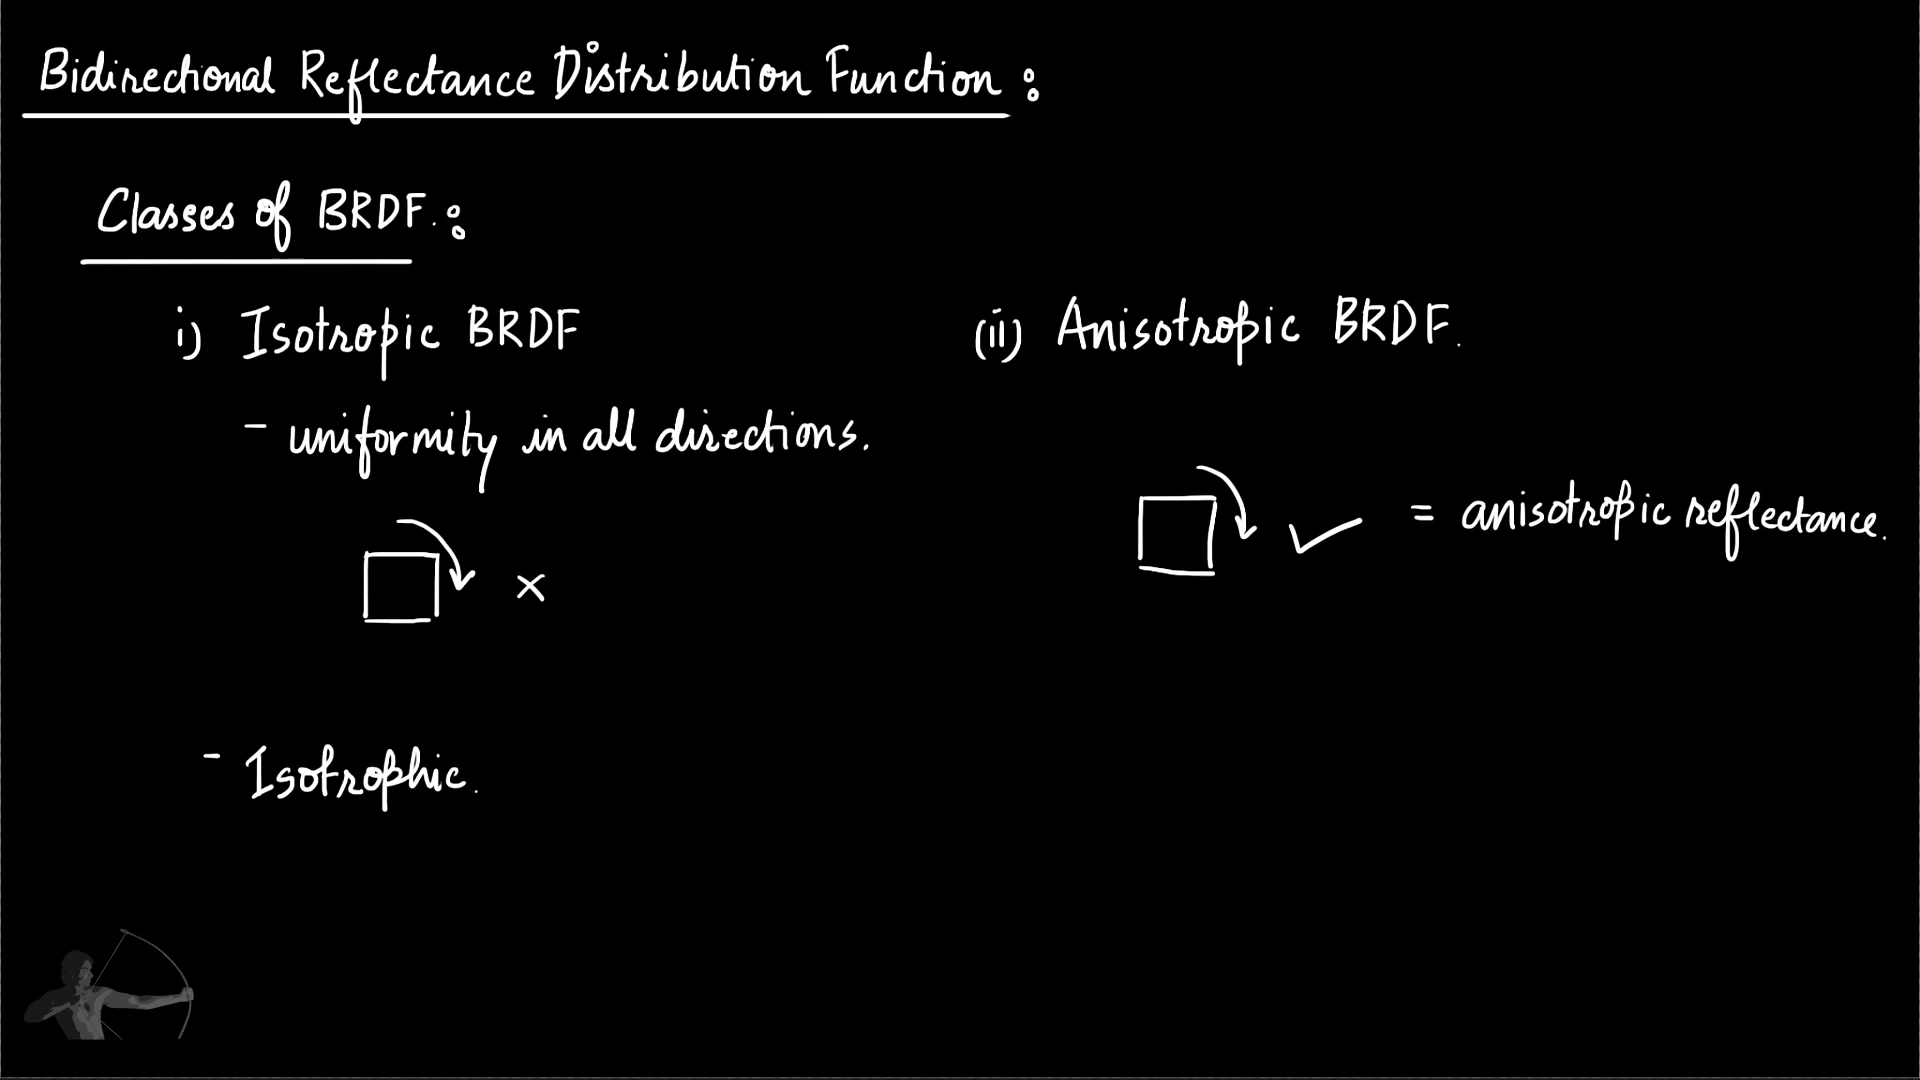 Bidirectional Reflectance Distribution Function :
Classes of BRDF. :
i) Isotropic BRDF
- uniformity in all directions.
×
- Isotrophic.
(ii) Anisotropic BRDF.
✓ = anisotropic reflectance.